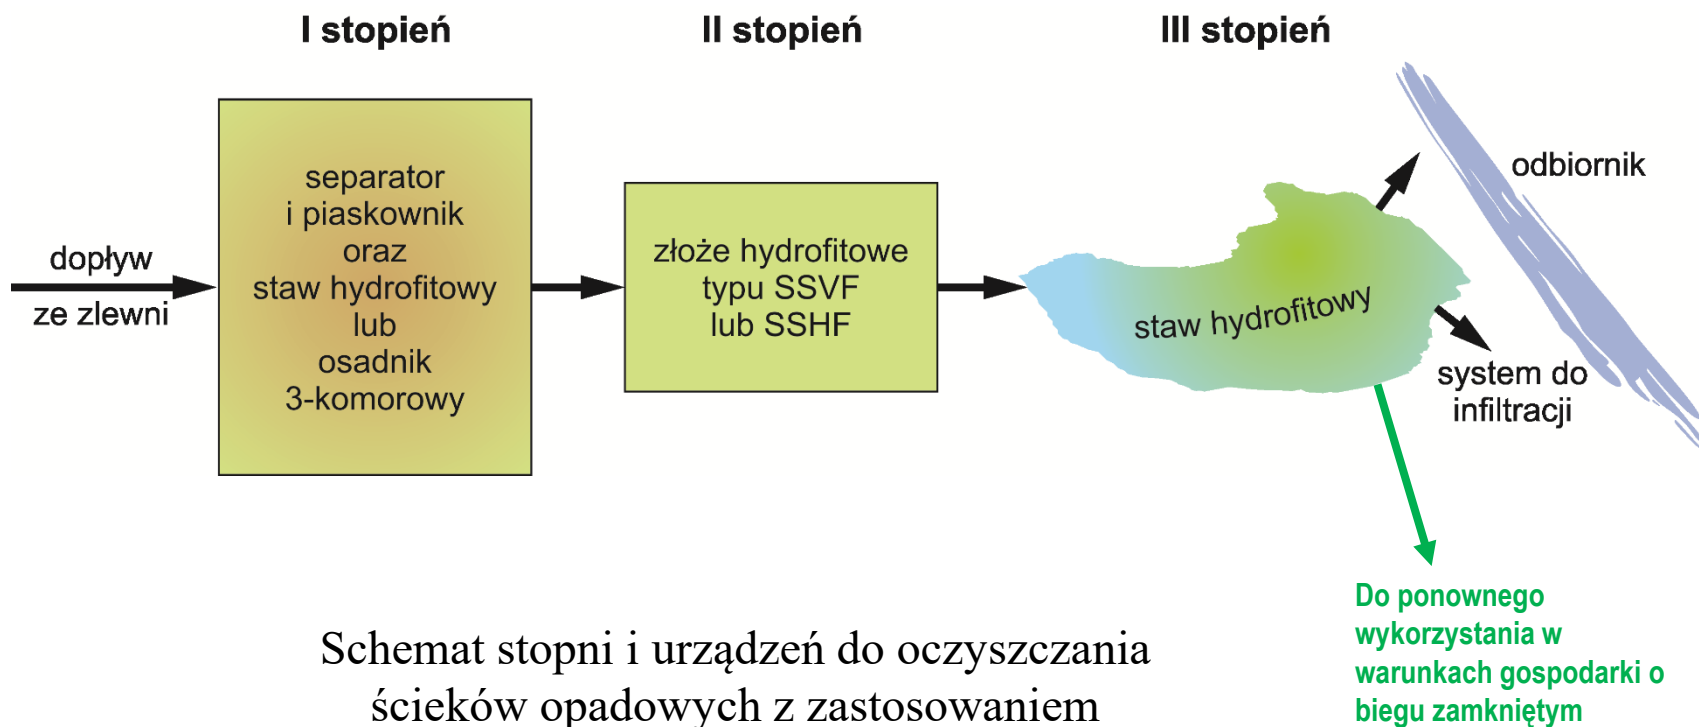 I stopień
II stopień
III stopień
dopływ
ze zlewni
separator
i piaskownik
oraz
staw hydrofitowy
lub
osadnik
3-komorowy
złoże hydrofitowe
typu SSVF
lub SSHF
staw hydrofitowy
odbiornik
system do
infiltracji
Do ponownego
wykorzystania w
warunkach gospodarki o
biegu zamkniętym
Schemat stopni i urządzeń do oczyszczania
ścieków opadowych z zastosowaniem